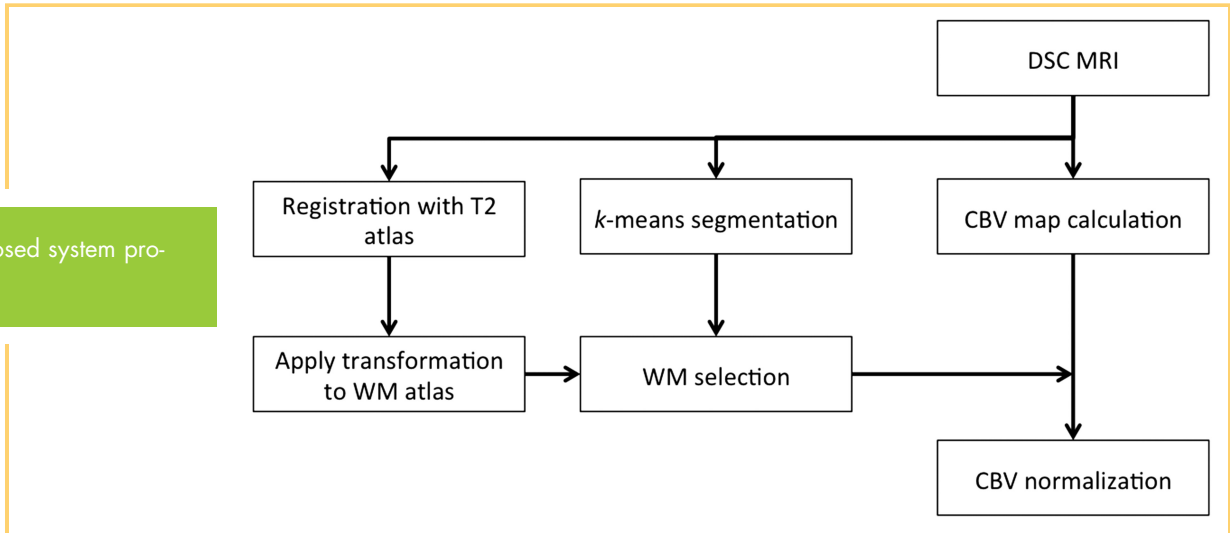 DSC MRI
Registration with T2
atlas
k-means segmentation
CBV map calculation
osed system pro-
Apply transformation
to WM atlas
WM selection
CBV normalization